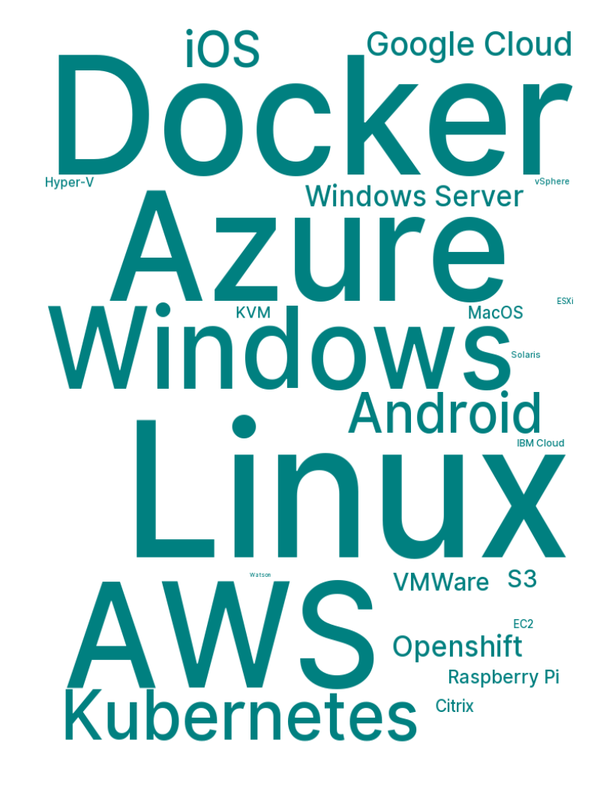 iOS
Google Cloud
Docker
Hyper-V
vSphere
Windows Server
Azure
ESXi
KVM
MacOS
Windows
Solaris
Android
IBM Cloud
Linux
Watson
VMWare
S3
AWS
EC2
Openshift
Raspberry Pi
Kubernetes
Citrix